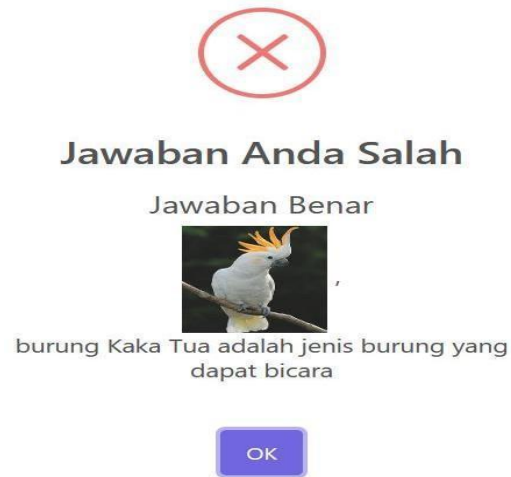 Jawaban Anda Salah
Jawaban Benar
,
burung Kaka Tua adalah jenis burung yang
dapat bicara
OK